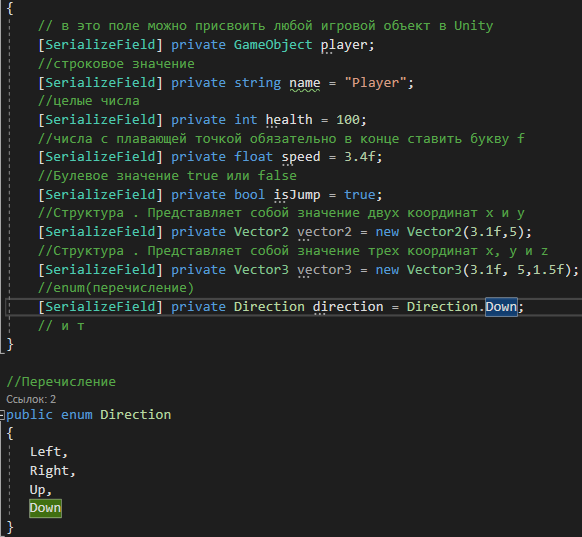 {
// в это поле можно присвоить любой игровой объект в Unity
[SerializeField] private GameObject player;
//строковое значение
[SerializeField] private string name = "Player";
//целые числа
[SerializeField] private int health = 100;
//числа с плавающей точкой обязательно в конце ставить букву f
[SerializeField] private float speed = 3.4f;
//Булевое значение true или false
[SerializeField] private bool isJump = true;
//Структура . Представляет собой значение двух координат x и y
[SerializeField] private Vector2 vector2 = new Vector2(3.1f,5);
//Структура . Представляет собой значение трех координат x, y и z
[SerializeField] private Vector3 vector3 = new Vector3(3.1f, 5,1.5f);
//enum(перечисление)
[SerializeField] private Direction direction = Direction.Down;
// и т
}
//Перечисление
Ссылок: 2
public enum Direction
{
Left,
Right,
Up,
Down
}